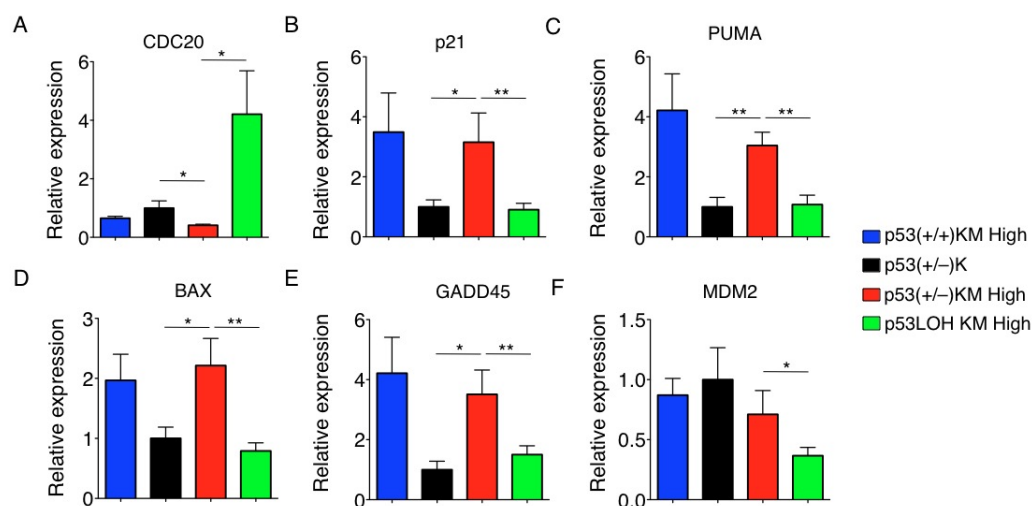 A
CDC20
Relative expression
6
4
2
0
*
*
B
p21
Relative expression
6
4
2
0
*
**
C
PUMA
Relative expression
6
4
2
0
**
**
p53(+/+)KM High
p53(+/−)K
p53(+/−)KM High
p53LOH KM High
D
BAX
Relative expression
3
2
1
0
*
**
E
GADD45
Relative expression
6
4
2
0
*
**
F
MDM2
Relative expression
1.5
1.0
0.5
0.0
*